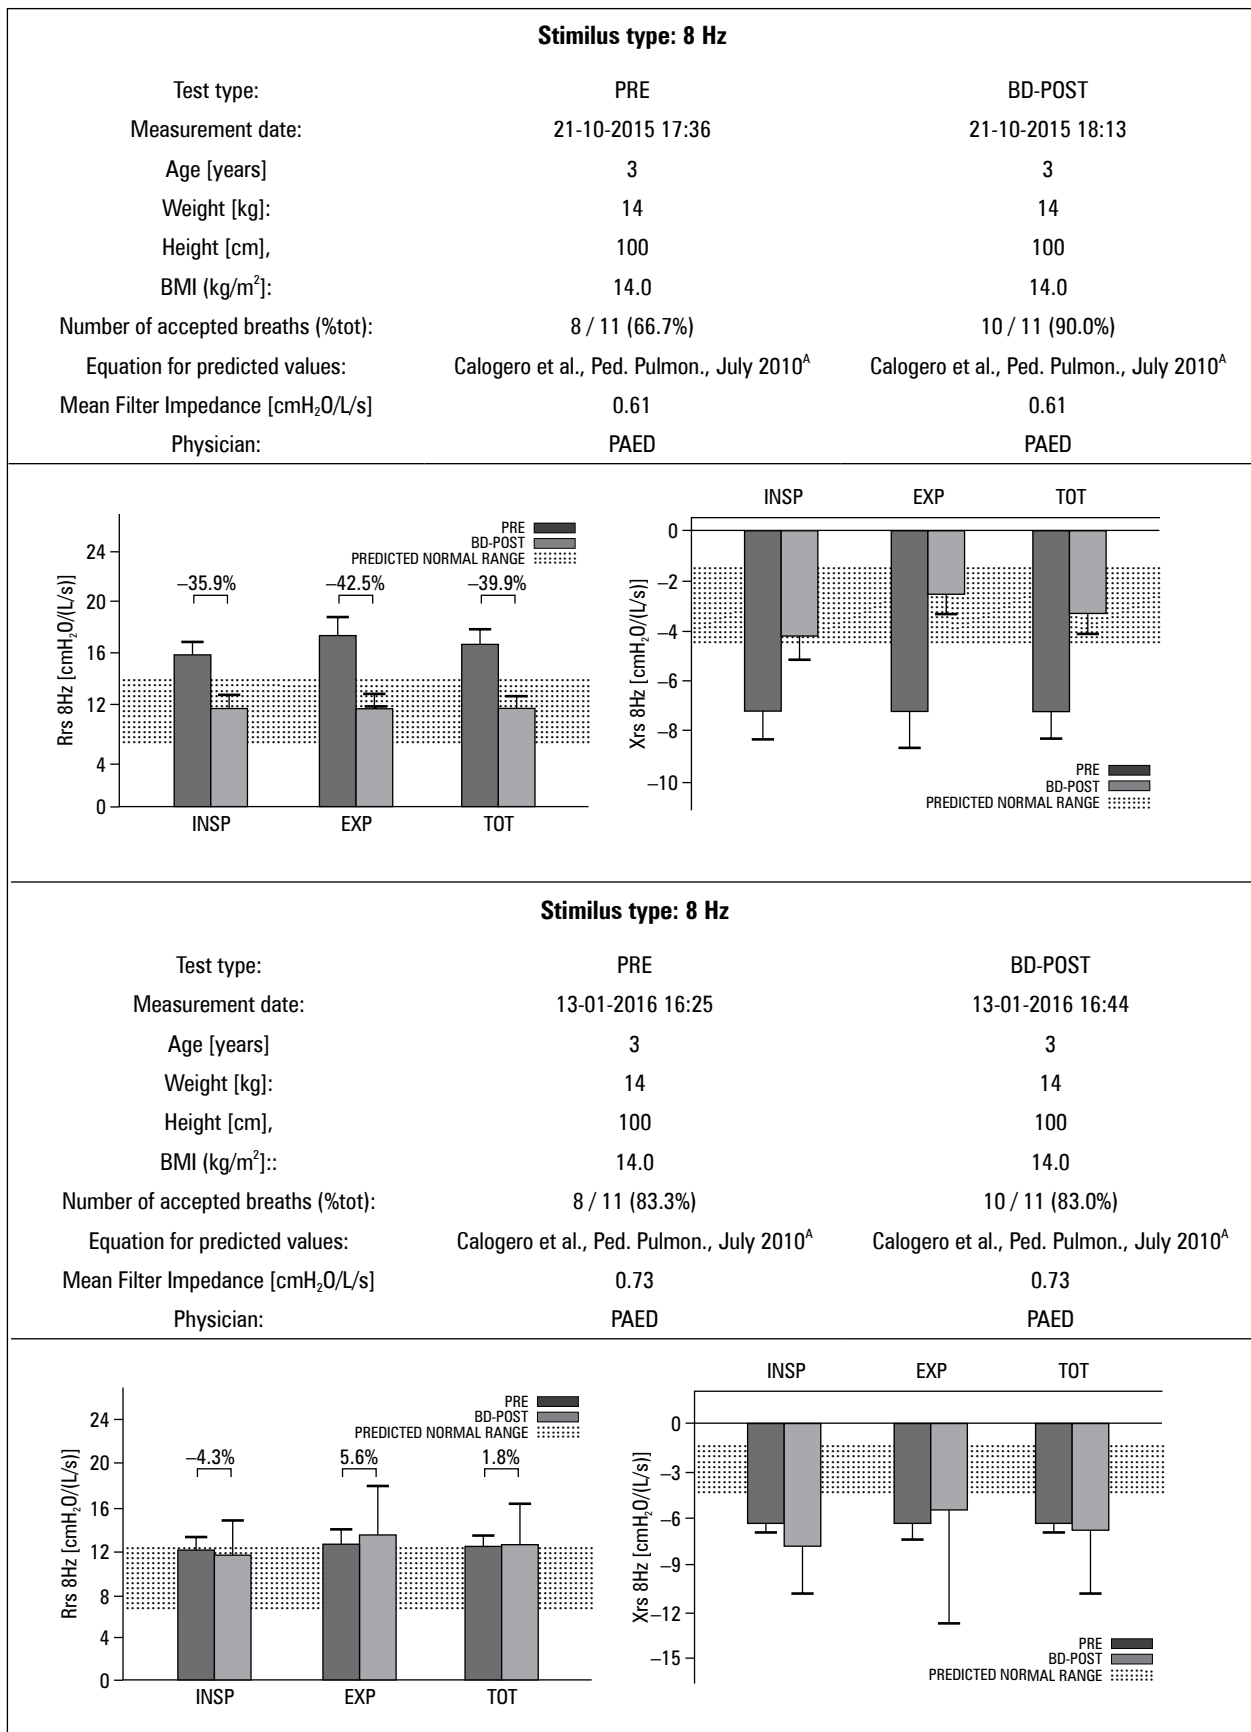 Stimilus type: 8 Hz
Test type: PRE BD-POST
Measurement date: 21-10-2015 17:36 21-10-2015 18:13
Age [years] 3 3
Weight [kg]: 14 14
Height [cm], 100 100
BMI (kg/m²]: 14.0 14.0
Number of accepted breaths (%tot): 8 / 11 (66.7%) 10 / 11 (90.0%)
Equation for predicted values: Calogero et al., Ped. Pulmon., July 2010ᴬ Calogero et al., Ped. Pulmon., July 2010ᴬ
Mean Filter Impedance [cmH₂O/L/s] 0.61 0.61
Physician: PAED PAED
Rrs 8Hz [cmH₂O/(L/s)]
24
20
16
12
4
0
PRE
BD-POST
PREDICTED NORMAL RANGE
–35.9% –42.5% –39.9%
INSP EXP TOT
INSP EXP TOT
Xrs 8Hz [cmH₂O/(L/s)]
0
–2
–4
–6
–8
–10
PRE
BD-POST
PREDICTED NORMAL RANGE
Stimilus type: 8 Hz
Test type: PRE BD-POST
Measurement date: 13-01-2016 16:25 13-01-2016 16:44
Age [years] 3 3
Weight [kg]: 14 14
Height [cm], 100 100
BMI (kg/m²]:: 14.0 14.0
Number of accepted breaths (%tot): 8 / 11 (83.3%) 10 / 11 (83.0%)
Equation for predicted values: Calogero et al., Ped. Pulmon., July 2010ᴬ Calogero et al., Ped. Pulmon., July 2010ᴬ
Mean Filter Impedance [cmH₂O/L/s] 0.73 0.73
Physician: PAED PAED
Rrs 8Hz [cmH₂O/(L/s)]
24
20
16
12
8
4
0
PRE
BD-POST
PREDICTED NORMAL RANGE
–4.3% 5.6% 1.8%
INSP EXP TOT
INSP EXP TOT
Xrs 8Hz [cmH₂O/(L/s)]
0
–3
–6
–9
–12
–15
PRE
BD-POST
PREDICTED NORMAL RANGE